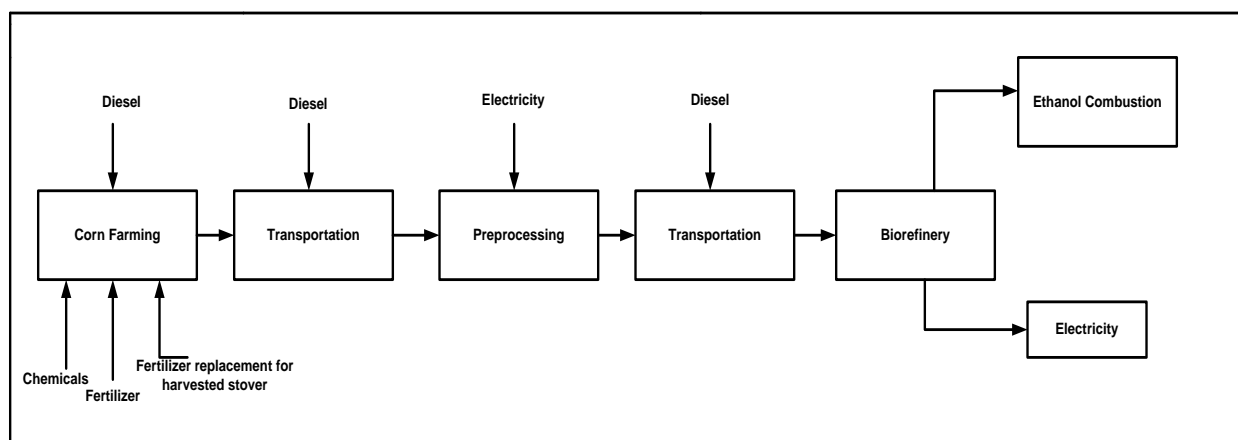 Diesel
Diesel
Electricity
Diesel
Ethanol Combustion
Corn Farming
Transportation
Preprocessing
Transportation
Biorefinery
Electricity
Chemicals
Fertilizer
Fertilizer replacement for
harvested stover